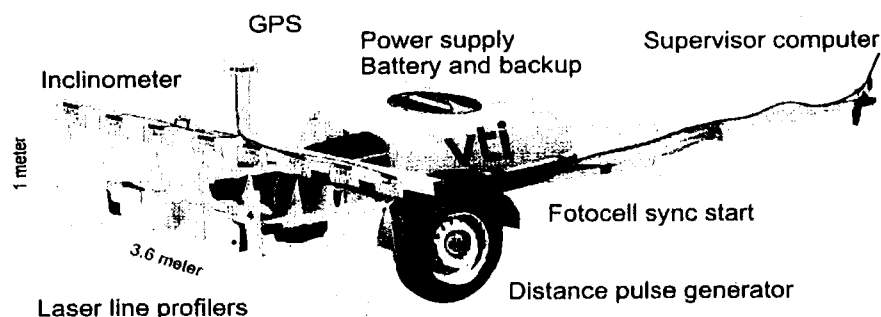 GPS
Power supply
Battery and backup
Supervisor computer
Inclinometer
1 meter
vti
3.6 meter
Fotocell sync start
Distance pulse generator
Laser line profilers